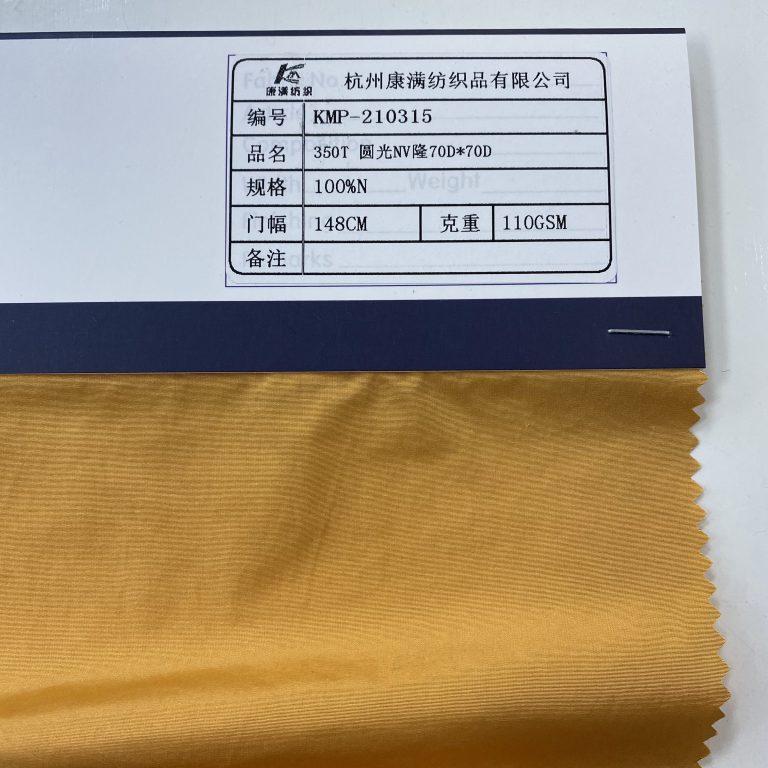 康满纺织 杭州康满纺织品有限公司
编号 KMP-210315
品名 350T 圆光NV隆70D*70D
规格 100%N
Weight
门幅 148CM 克重 110GSM
备注